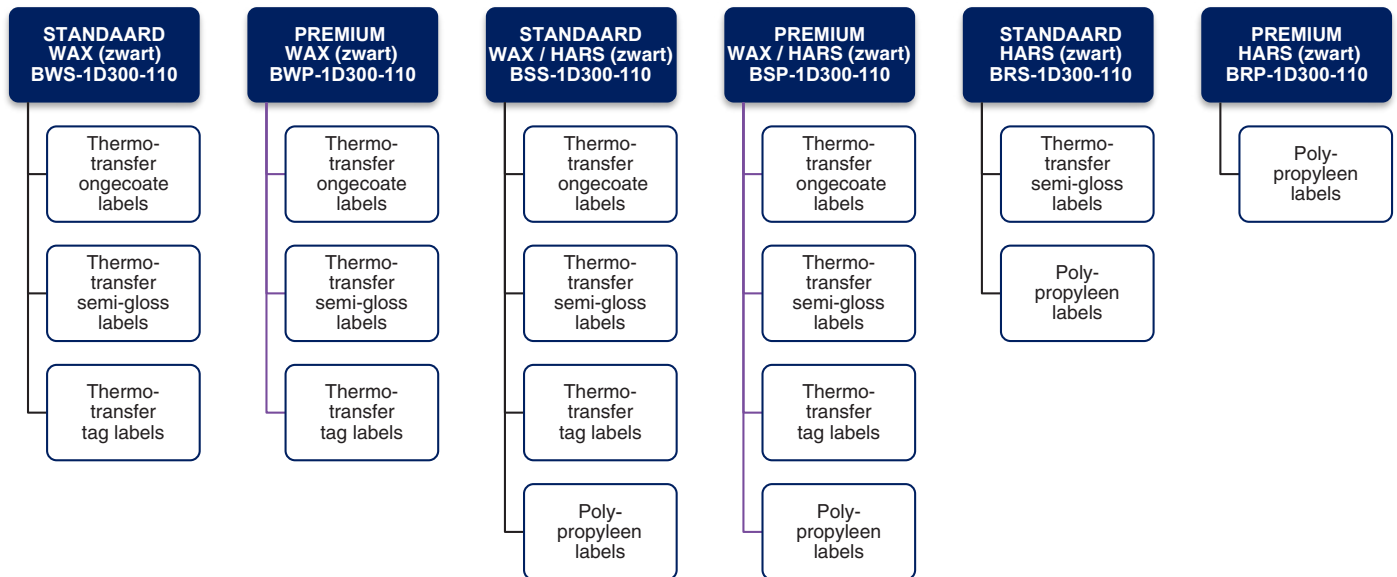 STANDAARD
WAX (zwart)
BWS-1D300-110
Thermo-
transfer
ongecoate
labels
Thermo-
transfer
semi-gloss
labels
Thermo-
transfer
tag labels
PREMIUM
WAX (zwart)
BWP-1D300-110
Thermo-
transfer
ongecoate
labels
Thermo-
transfer
semi-gloss
labels
Thermo-
transfer
tag labels
STANDAARD
WAX / HARS (zwart)
BSS-1D300-110
Thermo-
transfer
ongecoate
labels
Thermo-
transfer
semi-gloss
labels
Thermo-
transfer
tag labels
Poly-
propyleen
labels
PREMIUM
WAX / HARS (zwart)
BSP-1D300-110
Thermo-
transfer
ongecoate
labels
Thermo-
transfer
semi-gloss
labels
Thermo-
transfer
tag labels
Poly-
propyleen
labels
STANDAARD
HARS (zwart)
BRS-1D300-110
Thermo-
transfer
semi-gloss
labels
Poly-
propyleen
labels
PREMIUM
HARS (zwart)
BRP-1D300-110
Poly-
propyleen
labels